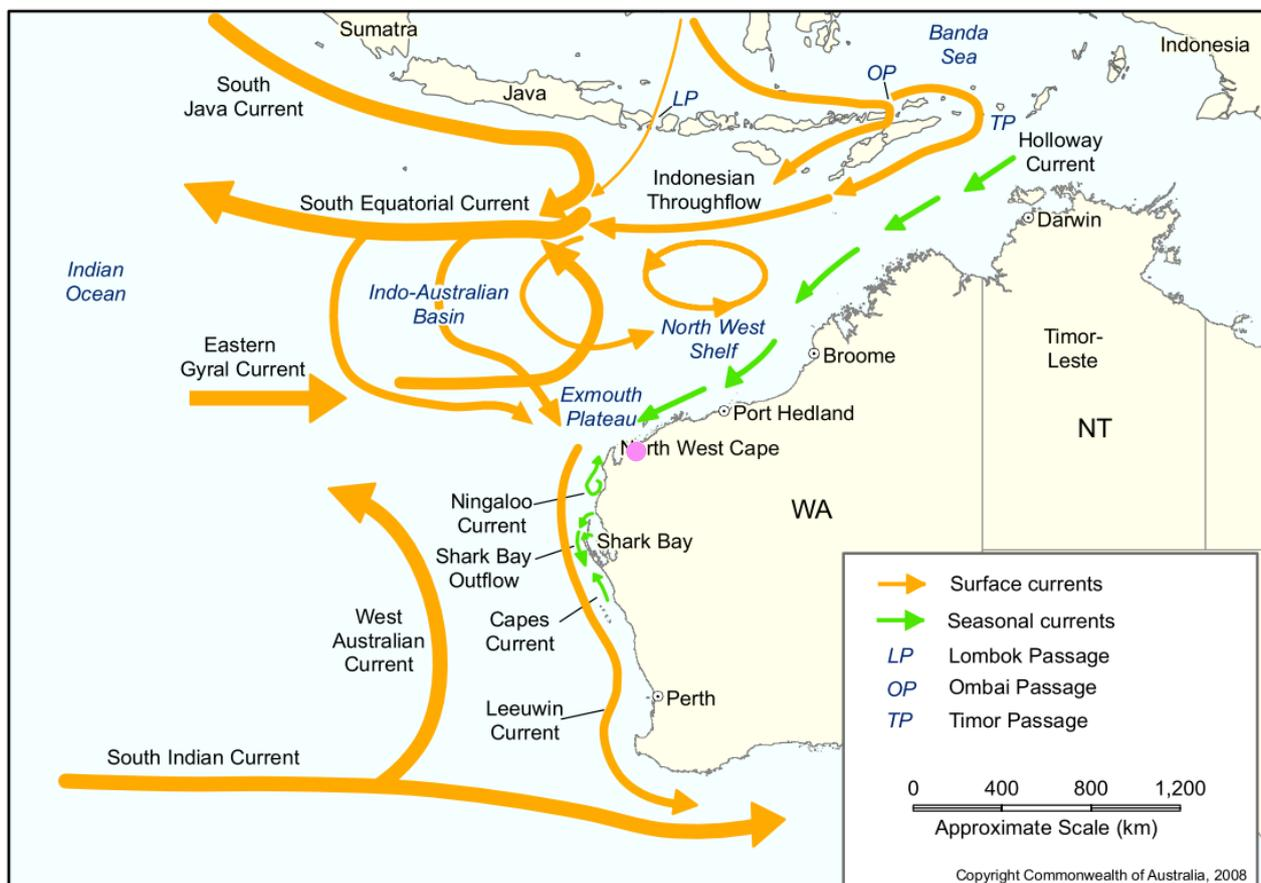 Sumatra
Banda
Sea
Indonesia
South
Java Current
Java
OP
LP
TP
Holloway
Current
Indonesian
Throughflow
South Equatorial Current
Darwin
Indian
Ocean
Indo-Australian
Basin
North West
Shelf
Timor-
Leste
Eastern
Gyral Current
Broome
Exmouth
Plateau
Port Hedland
NT
North West Cape
Ningaloo
Current
WA
Shark Bay
Shark Bay
Outflow
West
Australian
Current
Capes
Current
Perth
Leeuwin
Current
South Indian Current
Surface currents
Seasonal currents
LP Lombok Passage
OP Ombai Passage
TP Timor Passage
0 400 800 1,200
Approximate Scale (km)
Copyright Commonwealth of Australia, 2008